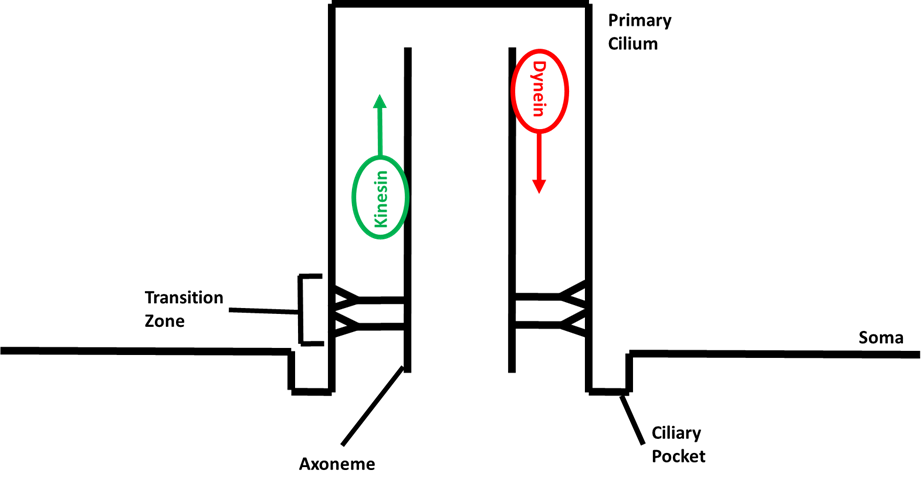 Primary
Cilium
Dynein
Kinesin
Transition
Zone
Soma
Axoneme
Ciliary
Pocket